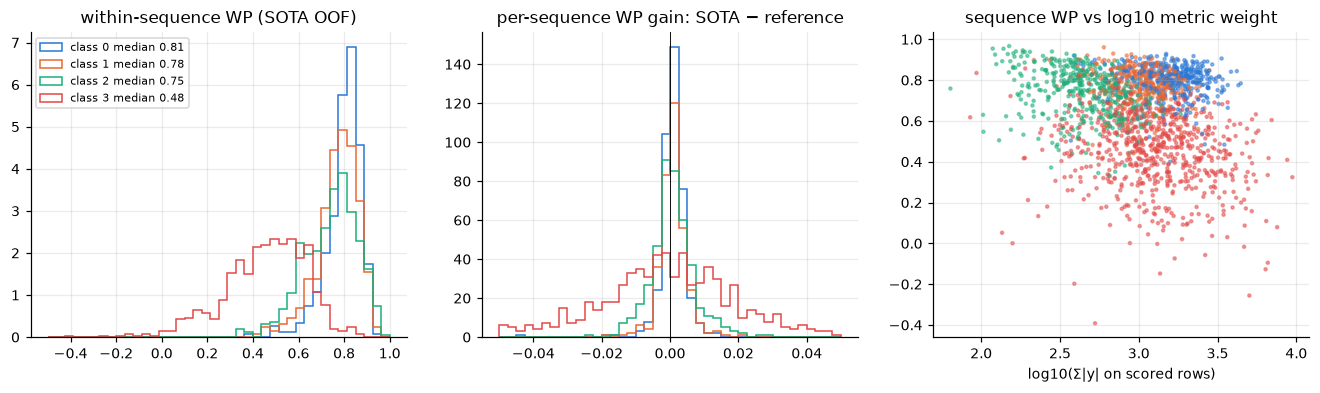 within-sequence WP (SOTA OOF)
7
6
5
4
3
2
1
0
class 0 median 0.81
class 1 median 0.78
class 2 median 0.75
class 3 median 0.48
−0.4 −0.2 0.0 0.2 0.4 0.6 0.8 1.0
per-sequence WP gain: SOTA − reference
140
120
100
80
60
40
20
0
−0.04 −0.02 0.00 0.02 0.04
sequence WP vs log10 metric weight
1.0
0.8
0.6
0.4
0.2
0.0
−0.2
−0.4
2.0 2.5 3.0 3.5 4.0
log10(Σ|y| on scored rows)